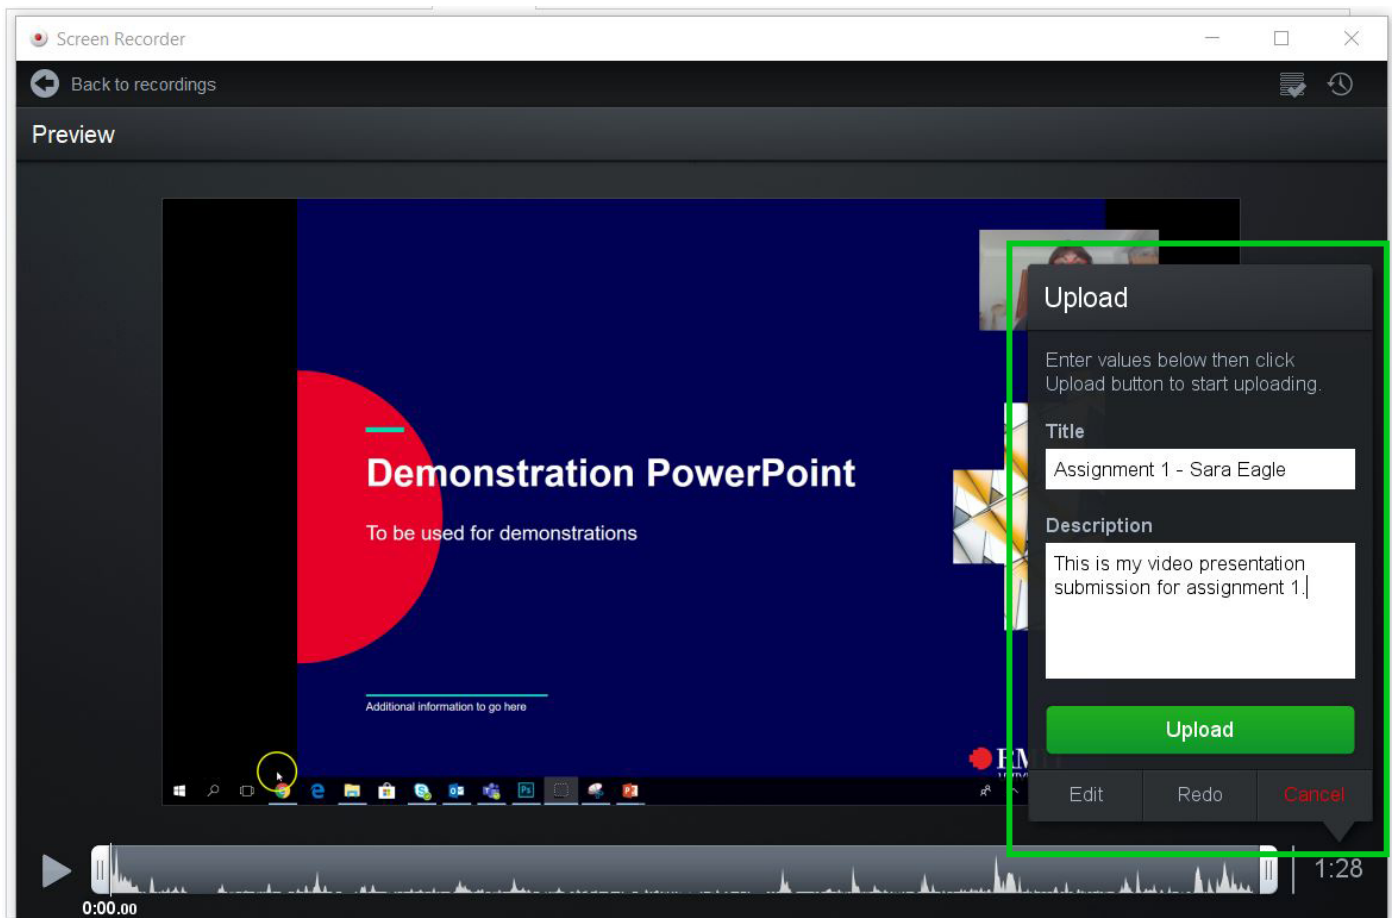 Screen Recorder
Back to recordings
Preview
Demonstration PowerPoint
To be used for demonstrations
Additional information to go here
Upload
Enter values below then click
Upload button to start uploading.
Title
Assignment 1 - Sara Eagle
Description
This is my video presentation
submission for assignment 1.
Upload
Edit
Redo
Cancel
Ps
0:00.00
1:28